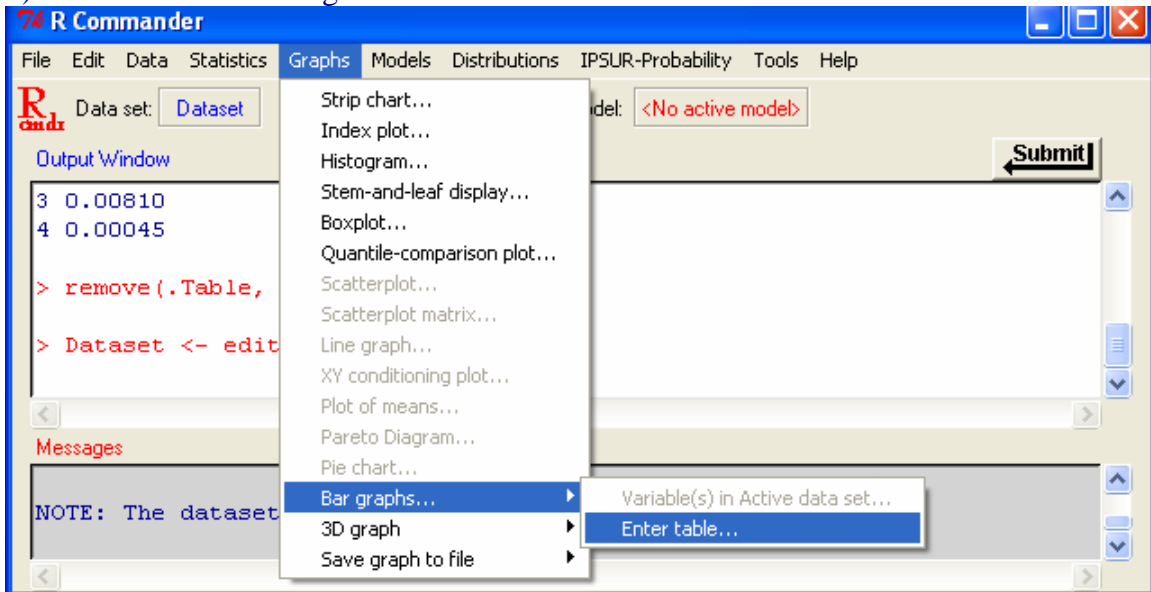 R Commander
File Edit Data Statistics Graphs Models Distributions IPSUR-Probability Tools Help
R cmdr Data set: Dataset del: <No active model>
Output Window Submit
3 0.00810
4 0.00045
> remove(.Table,
> Dataset <- edit
Messages
NOTE: The dataset
Strip chart...
Index plot...
Histogram...
Stem-and-leaf display...
Boxplot...
Quantile-comparison plot...
Scatterplot...
Scatterplot matrix...
Line graph...
XY conditioning plot...
Plot of means...
Pareto Diagram...
Pie chart...
Bar graphs...
3D graph
Save graph to file
Variable(s) in Active data set...
Enter table...